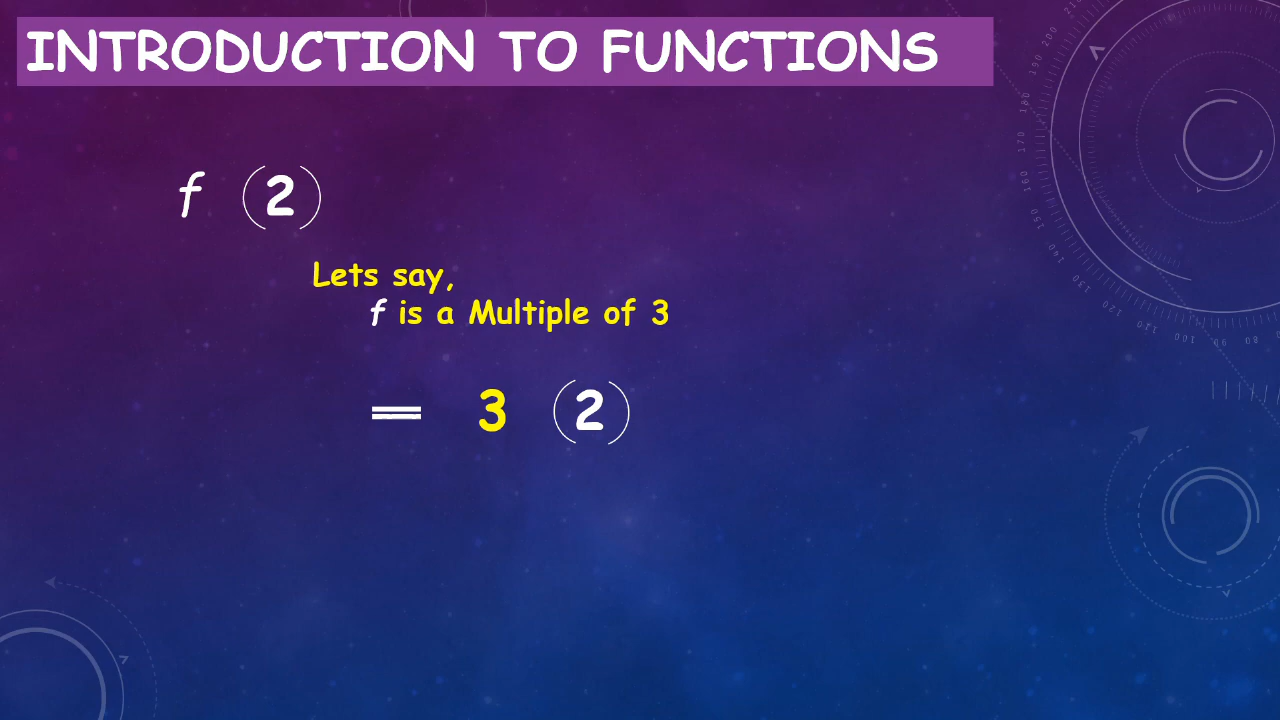 INTRODUCTION TO FUNCTIONS
f (2)
Lets say,
f is a Multiple of 3
= 3 (2)